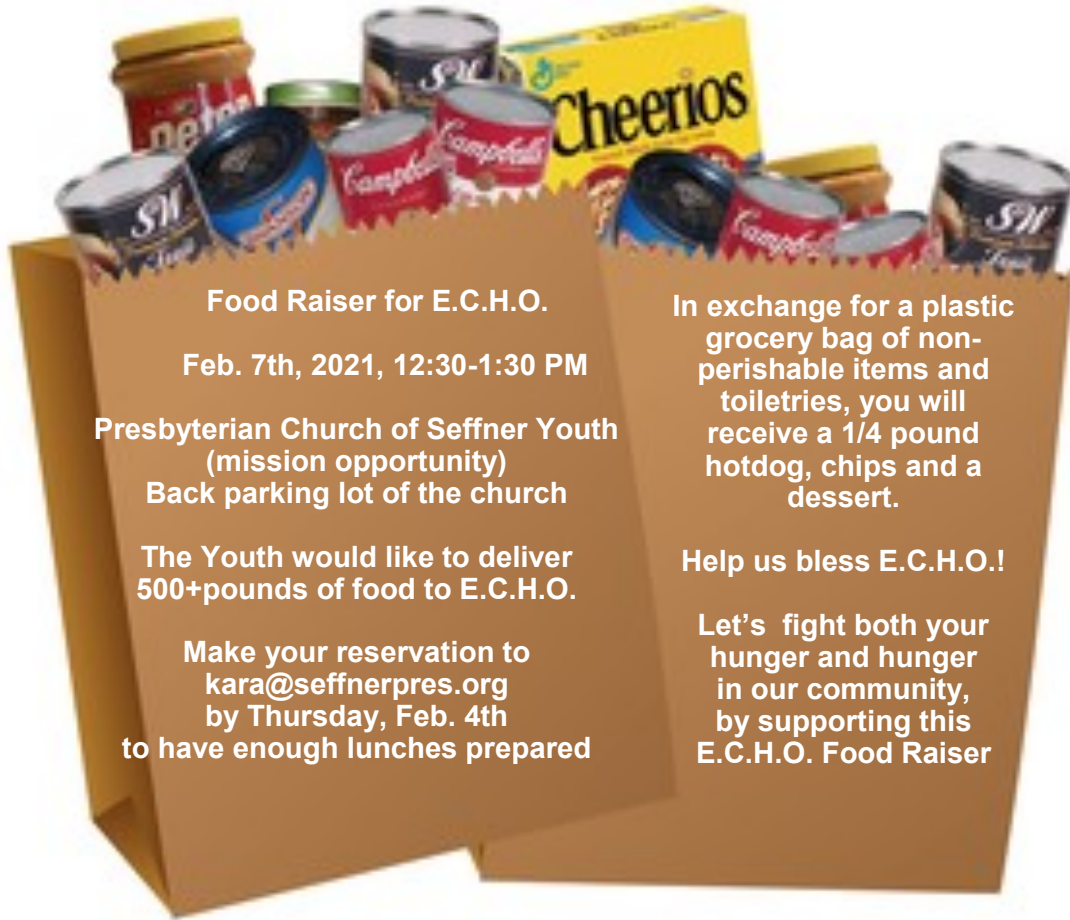 SW
Cheerios
Campbell's
Campbell's
SW
Campbell's
Food Raiser for E.C.H.O.
Feb. 7th, 2021, 12:30-1:30 PM
Presbyterian Church of Seffner Youth
(mission opportunity)
Back parking lot of the church
The Youth would like to deliver
500+pounds of food to E.C.H.O.
Make your reservation to
kara@seffnerpres.org
by Thursday, Feb. 4th
to have enough lunches prepared
In exchange for a plastic
grocery bag of non-
perishable items and
toiletries, you will
receive a 1/4 pound
hotdog, chips and a
dessert.
Help us bless E.C.H.O.!
Let's  fight both your
hunger and hunger
in our community,
by supporting this
E.C.H.O. Food Raiser